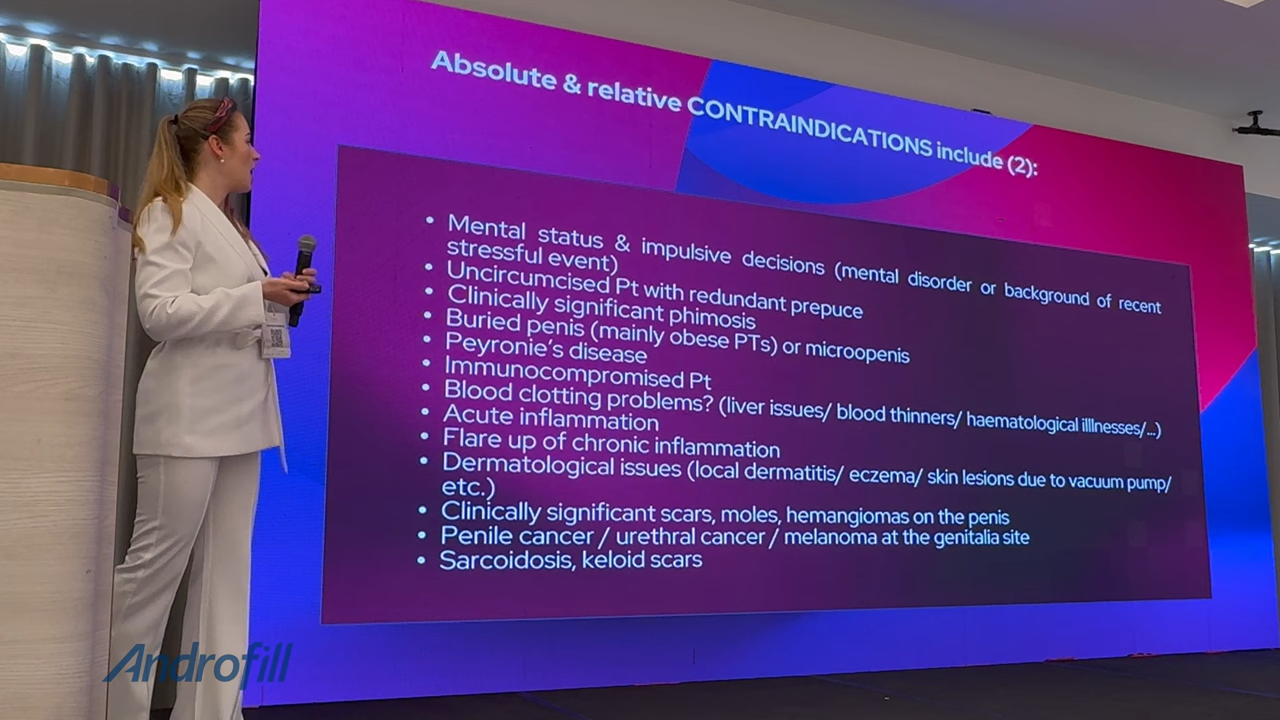 Absolute & relative CONTRAINDICATIONS include (2):
• Mental status & impulsive decisions (mental disorder or background of recent
stressful event)
• Uncircumcised Pt with redundant prepuce
• Clinically significant phimosis
• Buried penis (mainly obese PTs) or microopenis
• Peyronie's disease
• Immunocompromised Pt
• Blood clotting problems? (liver issues/ blood thinners/ haematological illlnesses/...)
• Acute inflammation
• Flare up of chronic inflammation
• Dermatological issues (local dermatitis/ eczema/ skin lesions due to vacuum pump/
etc.)
• Clinically significant scars, moles, hemangiomas on the penis
• Penile cancer / urethral cancer / melanoma at the genitalia site
• Sarcoidosis, keloid scars
Androfill